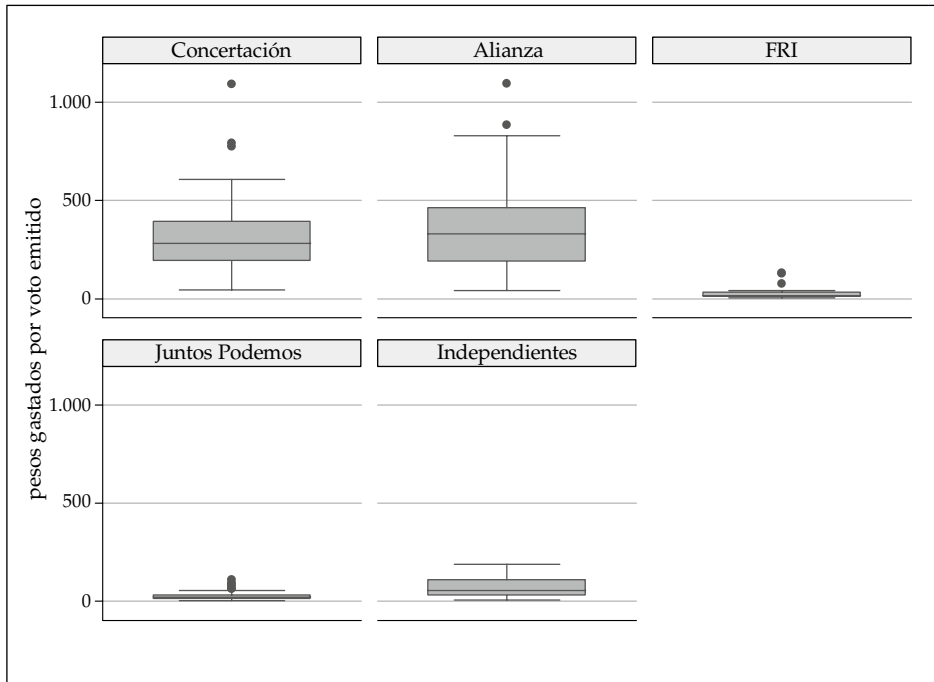 Concertación
Alianza
FRI
1.000
500
0
Juntos Podemos
Independientes
1.000
500
0
pesos gastados por voto emitido